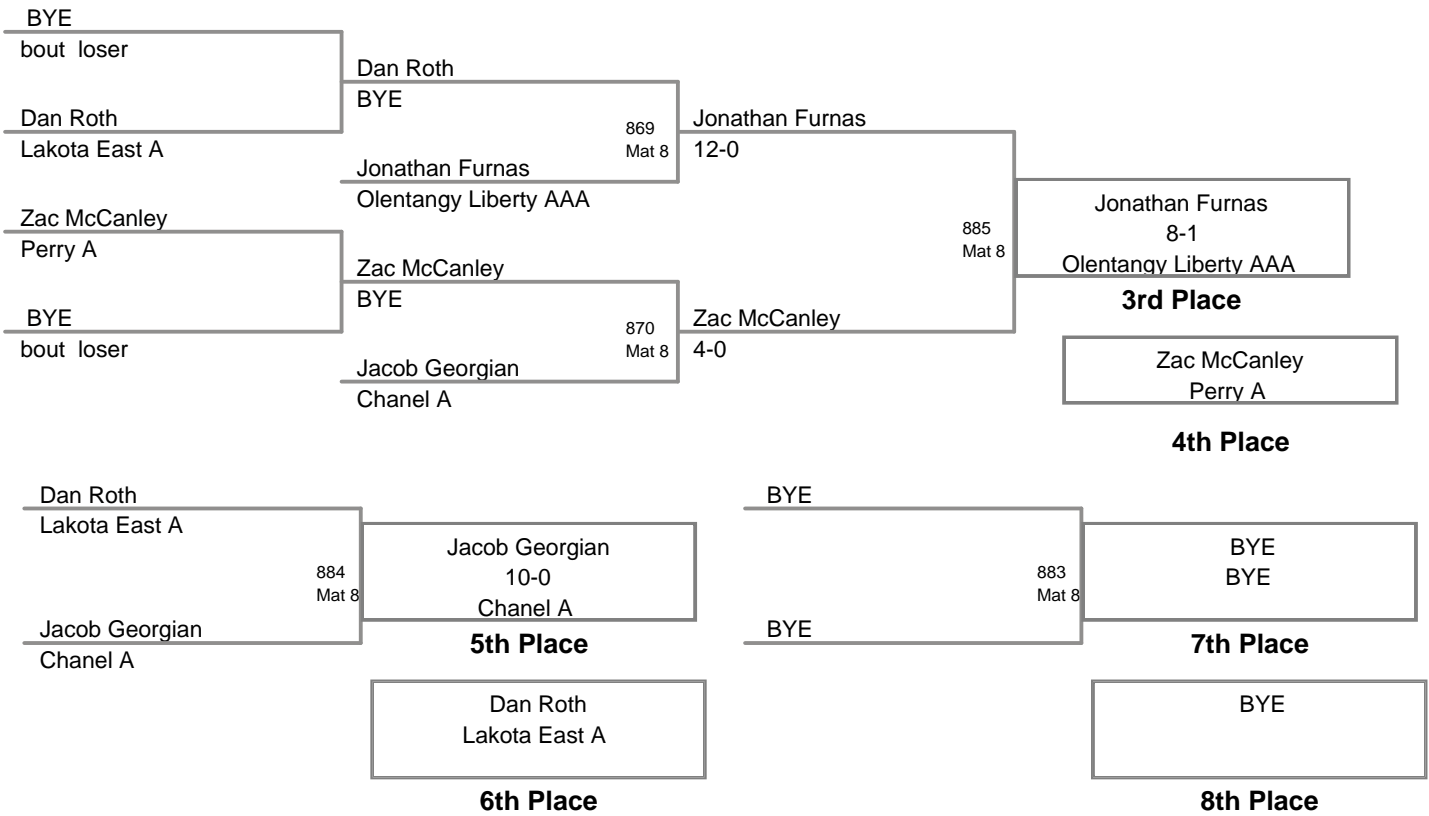 BYE
bout loser
Dan Roth
Lakota East A
Zac McCanley
Perry A
BYE
bout loser
Dan Roth
BYE
869
Mat 8
Jonathan Furnas
Olentangy Liberty AAA
Zac McCanley
BYE
870
Mat 8
Jacob Georgian
Chanel A
Jonathan Furnas
12-0
885
Mat 8
Zac McCanley
4-0
Jonathan Furnas
8-1
Olentangy Liberty AAA
3rd Place
Zac McCanley
Perry A
4th Place
Dan Roth
Lakota East A
884
Mat 8
Jacob Georgian
Chanel A
Jacob Georgian
10-0
Chanel A
5th Place
Dan Roth
Lakota East A
6th Place
BYE
883
Mat 8
BYE
BYE
BYE
7th Place
BYE
8th Place